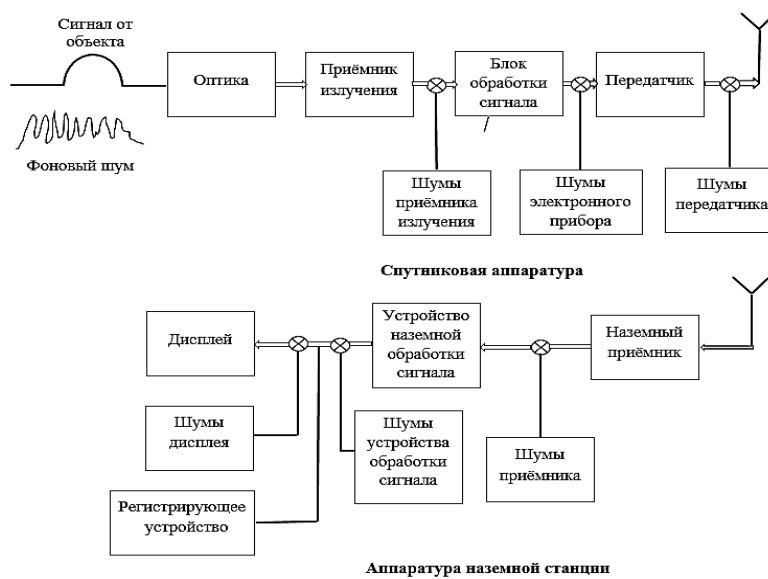 Сигнал от
объекта
Фоновый шум
Оптика
Приёмник
излучения
Блок
обработки
сигнала
Передатчик
Шумы
приёмника
излучения
Шумы
электронного
прибора
Шумы
передатчика
Спутниковая аппаратура
Дисплей
Устройство
наземной
обработки
сигнала
Наземный
приёмник
Шумы
дисплея
Шумы
устройства
обработки
сигнала
Шумы
приёмника
Регистрирующее
устройство
Аппаратура наземной станции